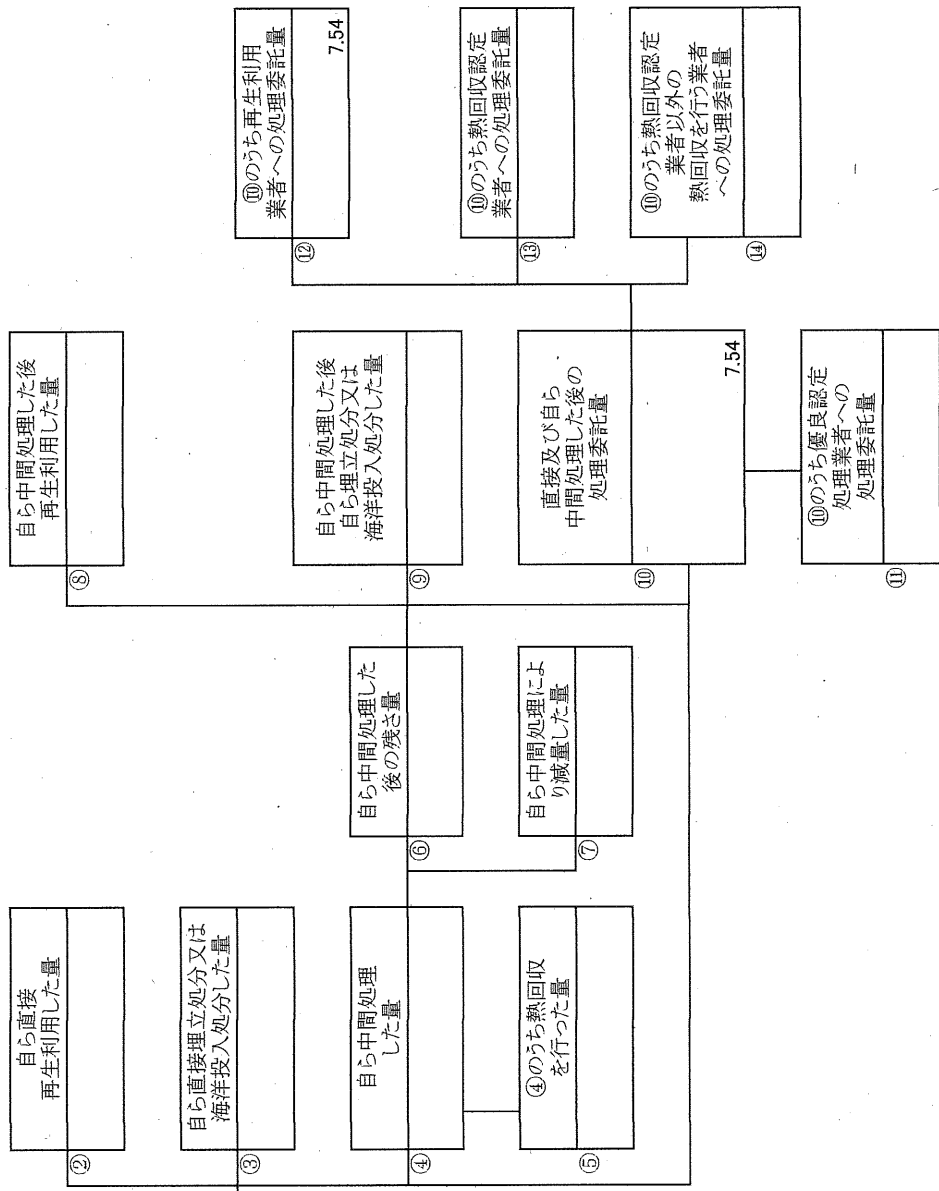 ②
自ら直接
再生利用した量
③
自ら直接埋立処分又は
海洋投入処分した量
④
自ら中間処理
した量
⑤
④のうち熱回収
を行った量
⑥
自ら中間処理した
後の残さ量
⑦
自ら中間処理によ
り減量した量
⑧
自ら中間処理した後
再生利用した量
⑨
自ら中間処理した後
自ら埋立処分又は
海洋投入処分した量
⑩
直接及び自ら
中間処理した後の
処理委託量
7.54
⑪
⑩のうち優良認定
処理業者への
処理委託量
⑫
⑩のうち再生利用
業者への処理委託量
7.54
⑬
⑩のうち熱回収認定
業者への処理委託量
⑭
⑩のうち熱回収認定
業者以外の
熱回収を行う業者
への処理委託量